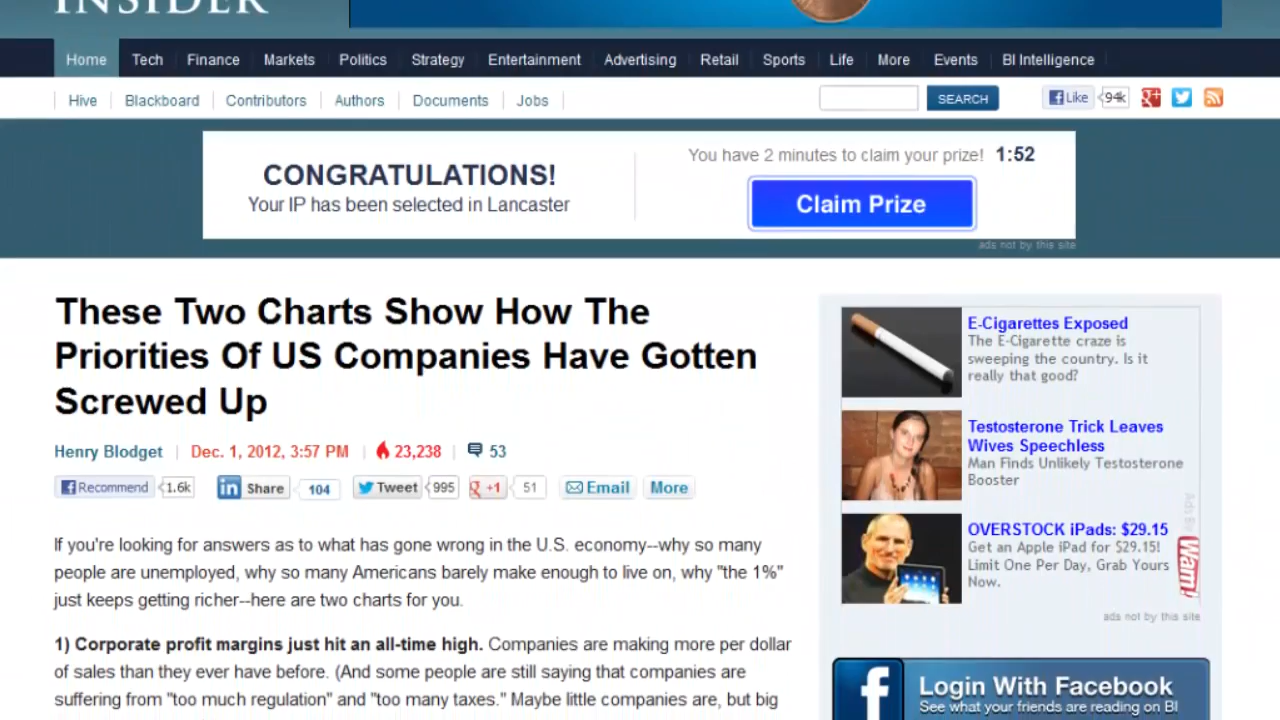 INSIDER
Home Tech Finance Markets Politics Strategy Entertainment Advertising Retail Sports Life More Events BI Intelligence
Hive Blackboard Contributors Authors Documents Jobs
SEARCH
Like 94k
CONGRATULATIONS!
Your IP has been selected in Lancaster
You have 2 minutes to claim your prize! 1:52
Claim Prize
ads not by this site
These Two Charts Show How The
Priorities Of US Companies Have Gotten
Screwed Up
Henry Blodget Dec. 1, 2012, 3:57 PM 23,238 53
Recommend 1.6k in Share 104 Tweet 995 +1 51 Email More
If you're looking for answers as to what has gone wrong in the U.S. economy--why so many
people are unemployed, why so many Americans barely make enough to live on, why "the 1%"
just keeps getting richer--here are two charts for you.
1) Corporate profit margins just hit an all-time high. Companies are making more per dollar
of sales than they ever have before. (And some people are still saying that companies are
suffering from "too much regulation" and "too many taxes." Maybe little companies are, but big
E-Cigarettes Exposed
The E-Cigarette craze is
sweeping the country. Is it
really that good?
Testosterone Trick Leaves
Wives Speechless
Man Finds Unlikely Testosterone
Booster
OVERSTOCK iPads: $29.15
Get an Apple iPad for $29.15!
Limit One Per Day, Grab Yours
Now.
Ads
ads not by this site
Login With Facebook
See what your friends are reading on BI